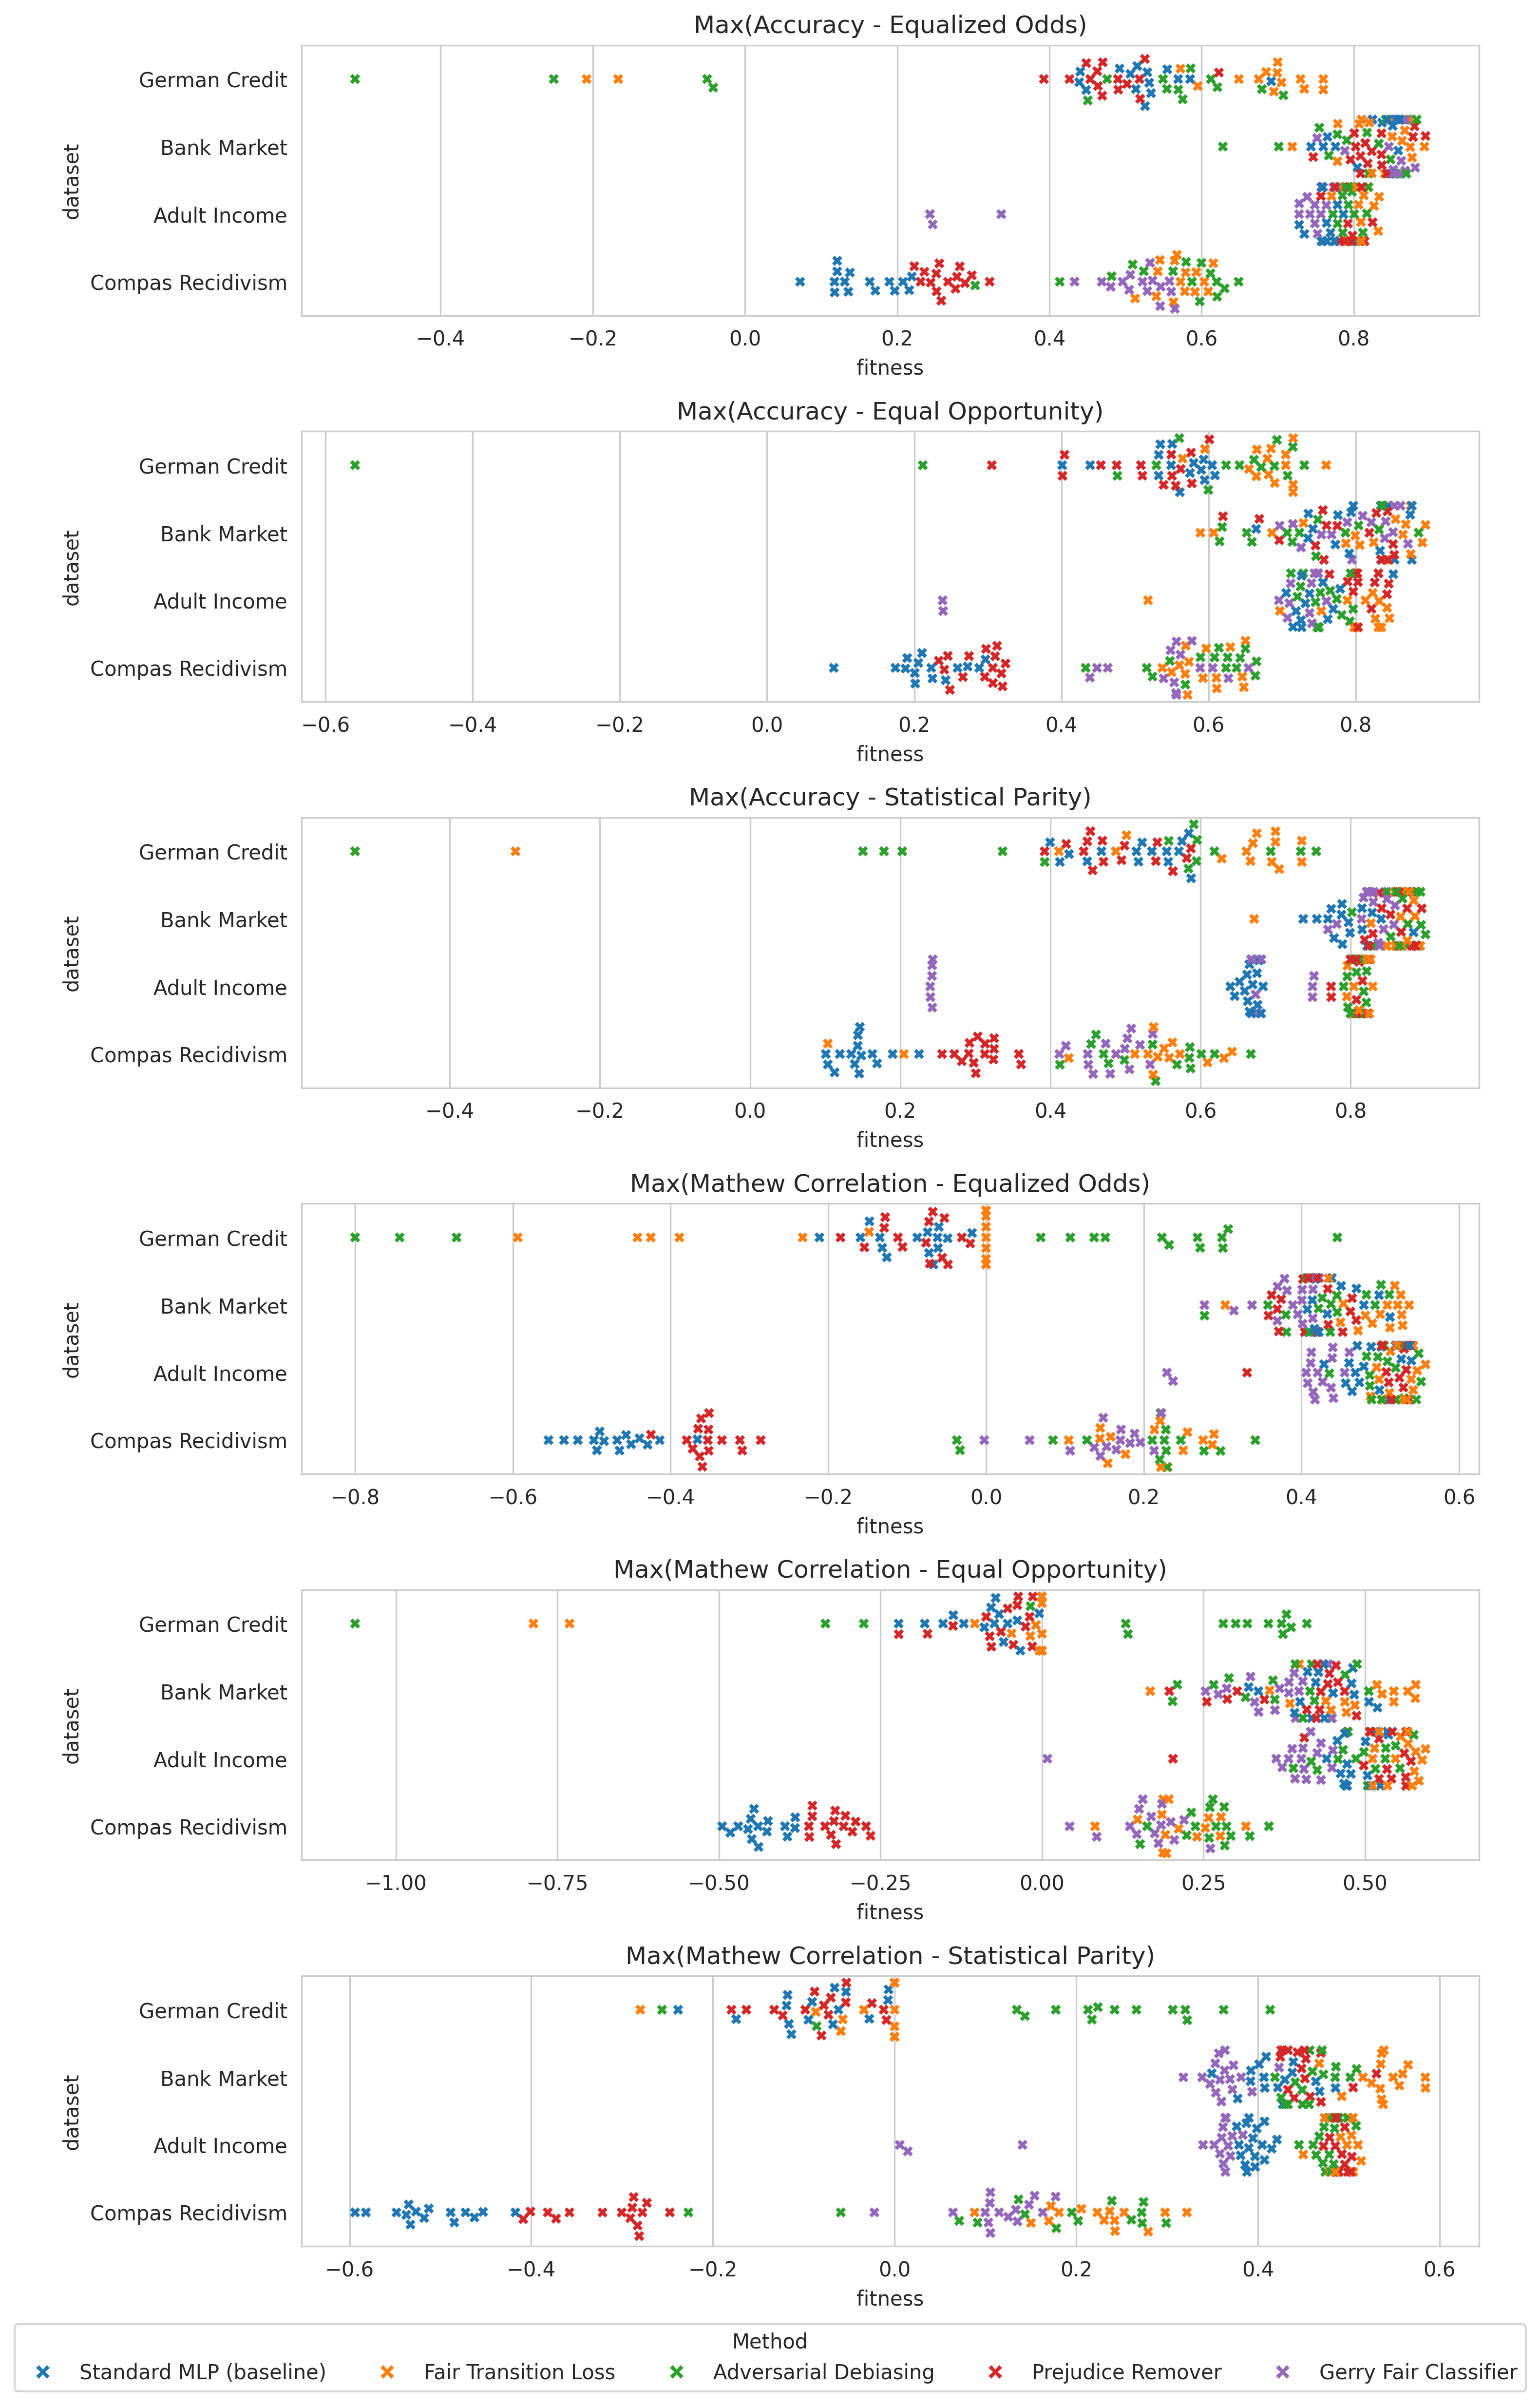 Max(Accuracy - Equalized Odds)
German Credit
Bank Market
Adult Income
Compas Recidivism
dataset
−0.4 −0.2 0.0 0.2 0.4 0.6 0.8
fitness
Max(Accuracy - Equal Opportunity)
German Credit
Bank Market
Adult Income
Compas Recidivism
dataset
−0.6 −0.4 −0.2 0.0 0.2 0.4 0.6 0.8
fitness
Max(Accuracy - Statistical Parity)
German Credit
Bank Market
Adult Income
Compas Recidivism
dataset
−0.4 −0.2 0.0 0.2 0.4 0.6 0.8
fitness
Max(Mathew Correlation - Equalized Odds)
German Credit
Bank Market
Adult Income
Compas Recidivism
dataset
−0.8 −0.6 −0.4 −0.2 0.0 0.2 0.4 0.6
fitness
Max(Mathew Correlation - Equal Opportunity)
German Credit
Bank Market
Adult Income
Compas Recidivism
dataset
−1.00 −0.75 −0.50 −0.25 0.00 0.25 0.50
fitness
Max(Mathew Correlation - Statistical Parity)
German Credit
Bank Market
Adult Income
Compas Recidivism
dataset
−0.6 −0.4 −0.2 0.0 0.2 0.4 0.6
fitness
Method
Standard MLP (baseline) Fair Transition Loss Adversarial Debiasing Prejudice Remover Gerry Fair Classifier